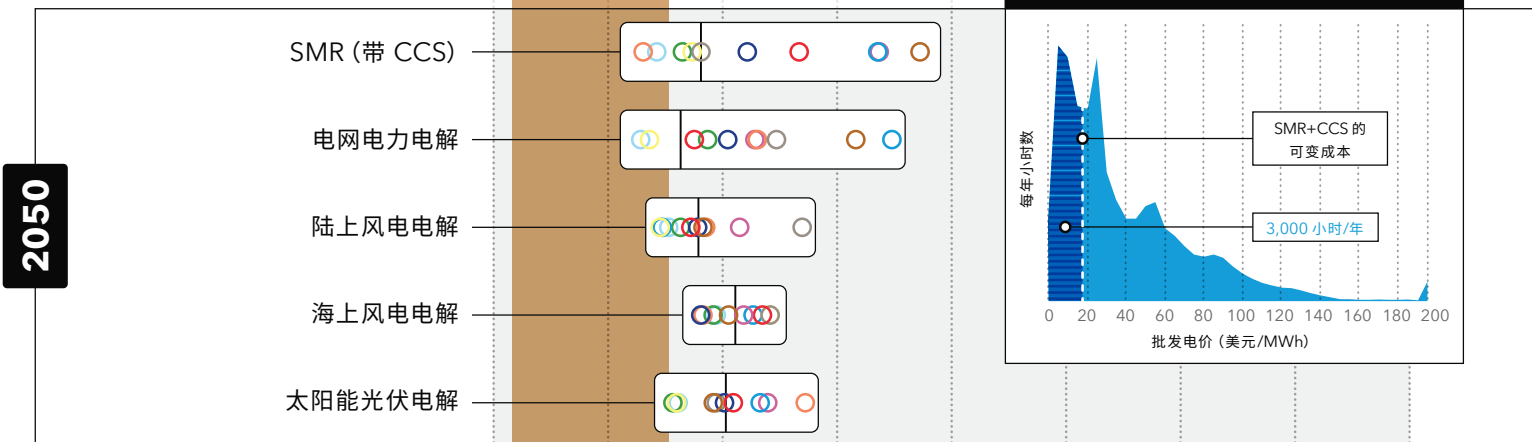 2050
SMR（带 CCS）
电网电力电解
陆上风电电解
海上风电电解
太阳能光伏电解
每年小时数
SMR+CCS 的
可变成本
3,000 小时/年
0 20 40 60 80 100 120 140 160 180 200
批发电价（美元/MWh）